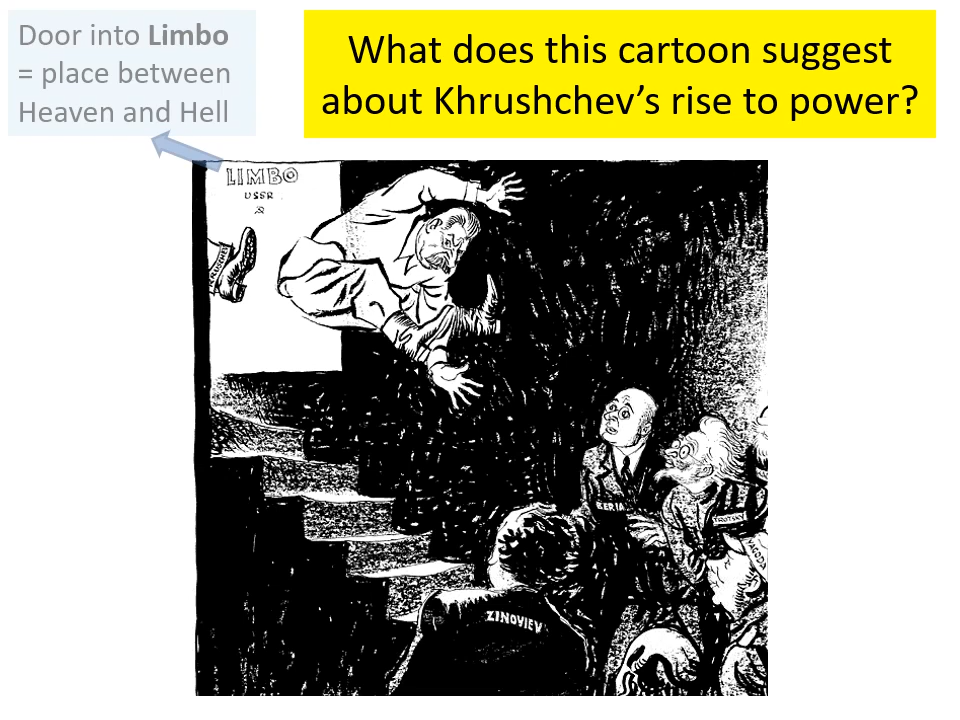 Door into Limbo
= place between
Heaven and Hell
What does this cartoon suggest
about Khrushchev’s rise to power?
LIMBO
USSR
BERIA
TROTSKY
ZINOVIEV